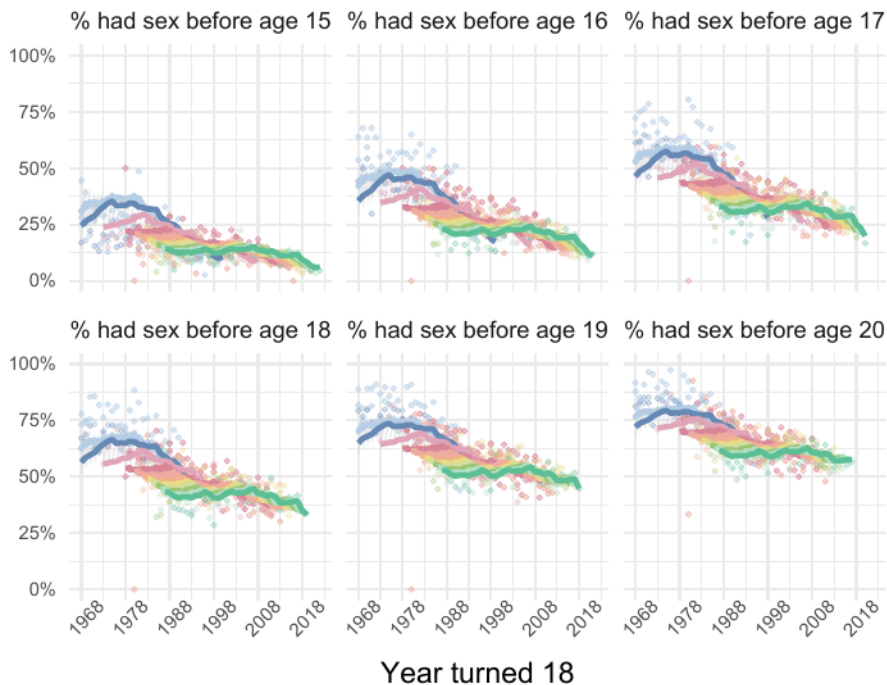 % had sex before age 15 % had sex before age 16 % had sex before age 17
100%
75%
50%
25%
0%
% had sex before age 18 % had sex before age 19 % had sex before age 20
100%
75%
50%
25%
0%
1968 1978 1988 1998 2008 2018 1968 1978 1988 1998 2008 2018 1968 1978 1988 1998 2008 2018
Year turned 18